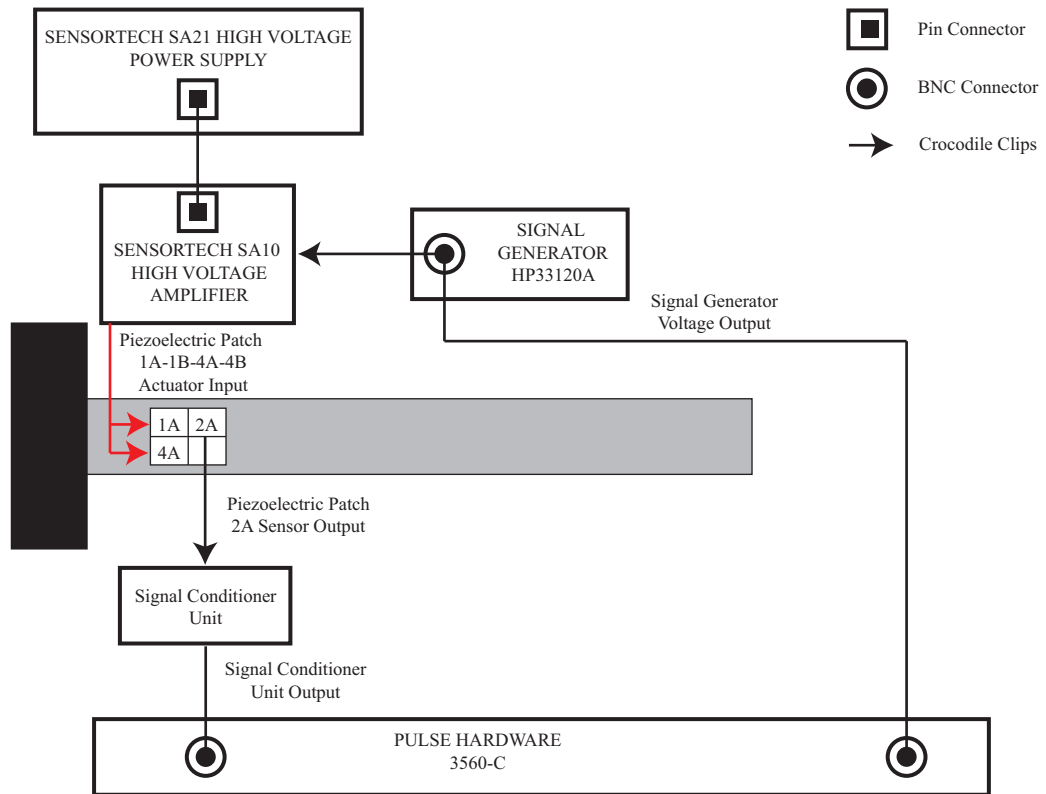 SENSORTECH SA21 HIGH VOLTAGE
POWER SUPPLY
Pin Connector
BNC Connector
Crocodile Clips
SENSORTECH SA10
HIGH VOLTAGE
AMPLIFIER
SIGNAL
GENERATOR
HP33120A
Signal Generator
Voltage Output
Piezoelectric Patch
1A-1B-4A-4B
Actuator Input
1A 2A
4A
Piezoelectric Patch
2A Sensor Output
Signal Conditioner
Unit
Signal Conditioner
Unit Output
PULSE HARDWARE
3560-C